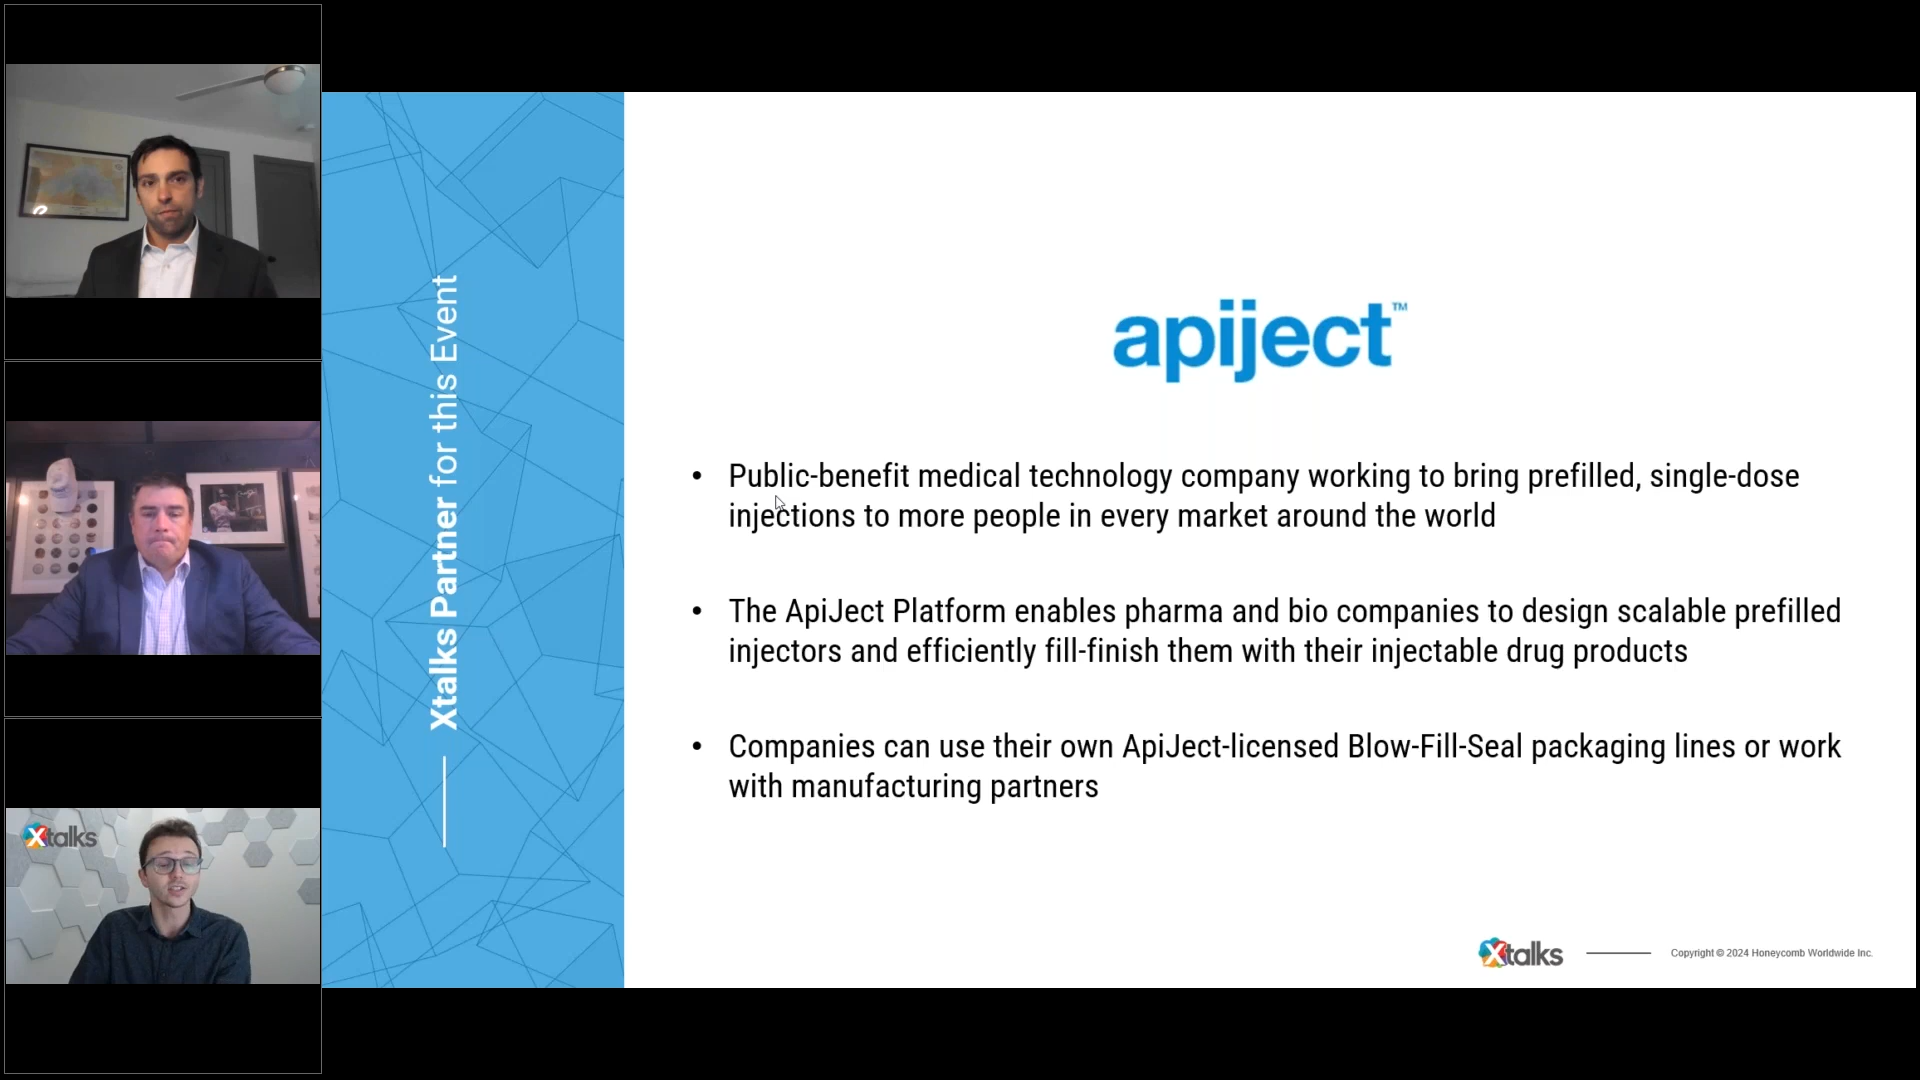 Xtalks
Xtalks Partner for this Event
apiject™
• Public-benefit medical technology company working to bring prefilled, single-dose
injections to more people in every market around the world
• The ApiJect Platform enables pharma and bio companies to design scalable prefilled
injectors and efficiently fill-finish them with their injectable drug products
• Companies can use their own ApiJect-licensed Blow-Fill-Seal packaging lines or work
with manufacturing partners
Xtalks
Copyright © 2024 Honeycomb Worldwide Inc.